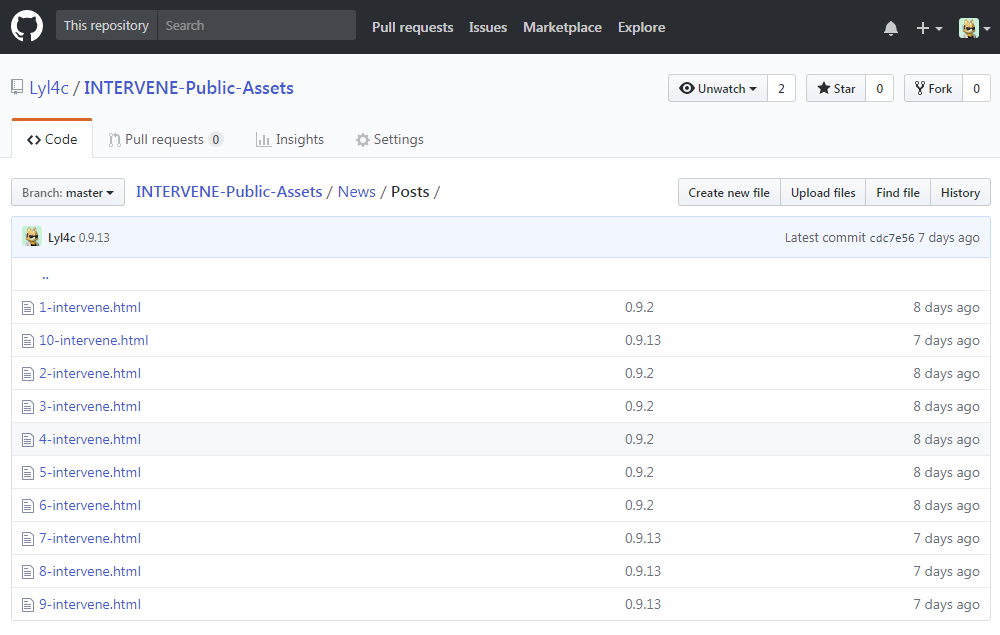 This repository Search Pull requests Issues Marketplace Explore
Lyl4c / INTERVENE-Public-Assets Unwatch 2 Star 0 Fork 0
Code Pull requests 0 Insights Settings
Branch: master INTERVENE-Public-Assets / News / Posts / Create new file Upload files Find file History
Lyl4c 0.9.13 Latest commit cdc7e56 7 days ago
..
1-intervene.html 0.9.2 8 days ago
10-intervene.html 0.9.13 7 days ago
2-intervene.html 0.9.2 8 days ago
3-intervene.html 0.9.2 8 days ago
4-intervene.html 0.9.2 8 days ago
5-intervene.html 0.9.2 8 days ago
6-intervene.html 0.9.2 8 days ago
7-intervene.html 0.9.13 7 days ago
8-intervene.html 0.9.13 7 days ago
9-intervene.html 0.9.13 7 days ago